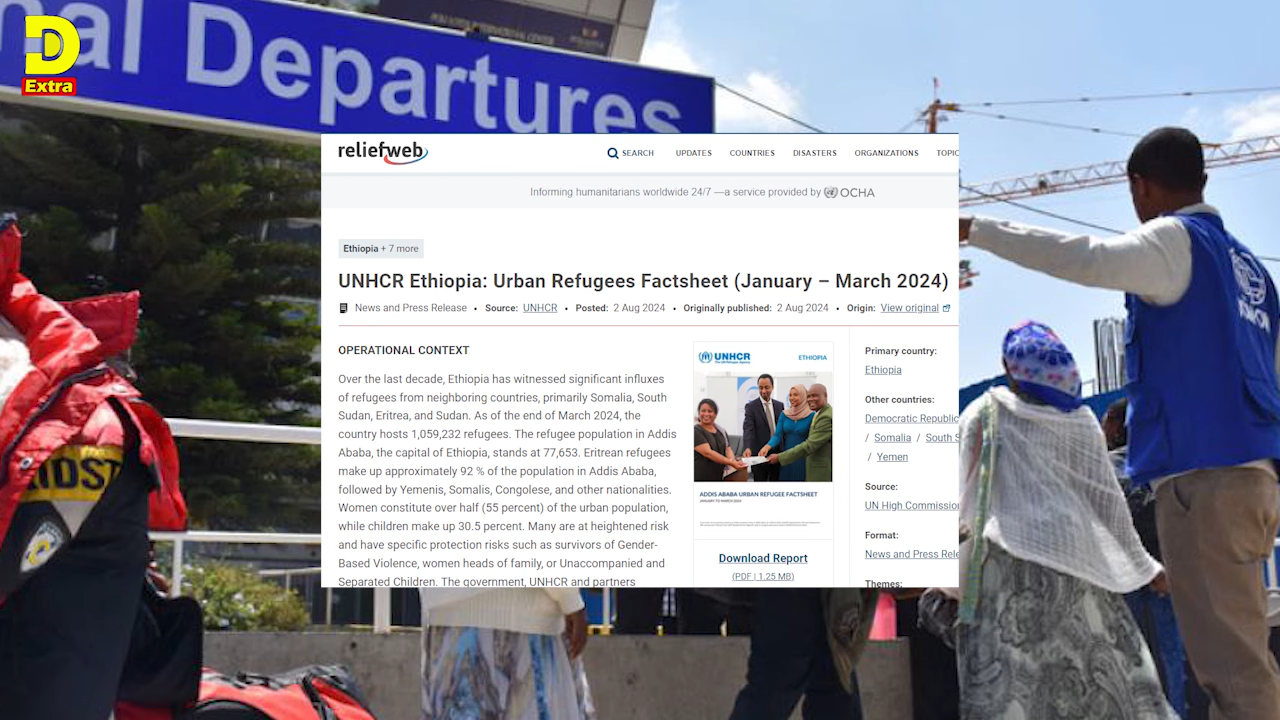 D
Extra
nal Departures
reliefweb
SEARCH UPDATES COUNTRIES DISASTERS ORGANIZATIONS TOPIC
Informing humanitarians worldwide 24/7 —a service provided by OCHA
Ethiopia + 7 more
UNHCR Ethiopia: Urban Refugees Factsheet (January – March 2024)
News and Press Release • Source: UNHCR • Posted: 2 Aug 2024 • Originally published: 2 Aug 2024 • Origin: View original
OPERATIONAL CONTEXT
Over the last decade, Ethiopia has witnessed significant influxes
of refugees from neighboring countries, primarily Somalia, South
Sudan, Eritrea, and Sudan. As of the end of March 2024, the
country hosts 1,059,232 refugees. The refugee population in Addis
Ababa, the capital of Ethiopia, stands at 77,653. Eritrean refugees
make up approximately 92 % of the population in Addis Ababa,
followed by Yemenis, Somalis, Congolese, and other nationalities.
Women constitute over half (55 percent) of the urban population,
while children make up 30.5 percent. Many are at heightened risk
and have specific protection risks such as survivors of Gender-
Based Violence, women heads of family, or Unaccompanied and
Separated Children. The government, UNHCR and partners
UNHCR ETHIOPIA
The UN Refugee Agency
ADDIS ABABA URBAN REFUGEE FACTSHEET
JANUARY TO MARCH 2024
Download Report
(PDF | 1.25 MB)
Primary country:
Ethiopia
Other countries:
Democratic Republic
/ Somalia / South S
/ Yemen
Source:
UN High Commissio
Format:
News and Press Rele
Themes: